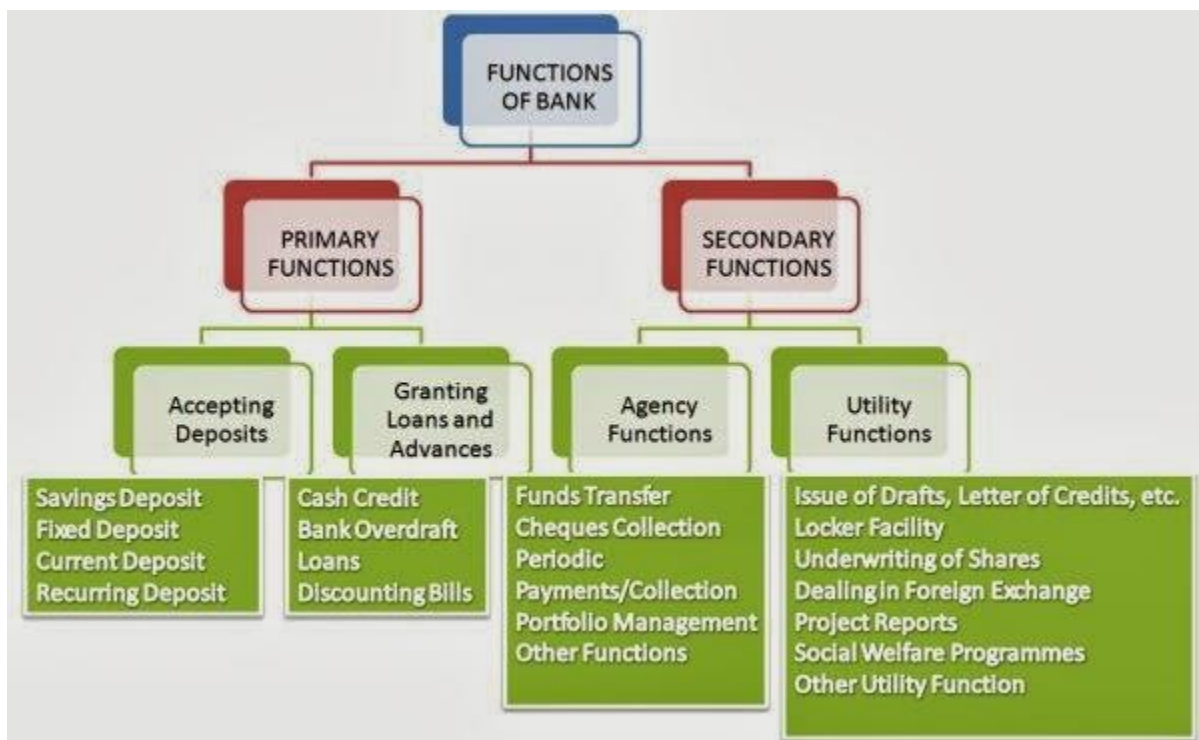 FUNCTIONS
OF BANK
PRIMARY
FUNCTIONS
SECONDARY
FUNCTIONS
Accepting
Deposits
Granting
Loans and
Advances
Agency
Functions
Utility
Functions
Savings Deposit
Fixed Deposit
Current Deposit
Recurring Deposit
Cash Credit
Bank Overdraft
Loans
Discounting Bills
Funds Transfer
Cheques Collection
Periodic
Payments/Collection
Portfolio Management
Other Functions
Issue of Drafts, Letter of Credits, etc.
Locker Facility
Underwriting of Shares
Dealing in Foreign Exchange
Project Reports
Social Welfare Programmes
Other Utility Function